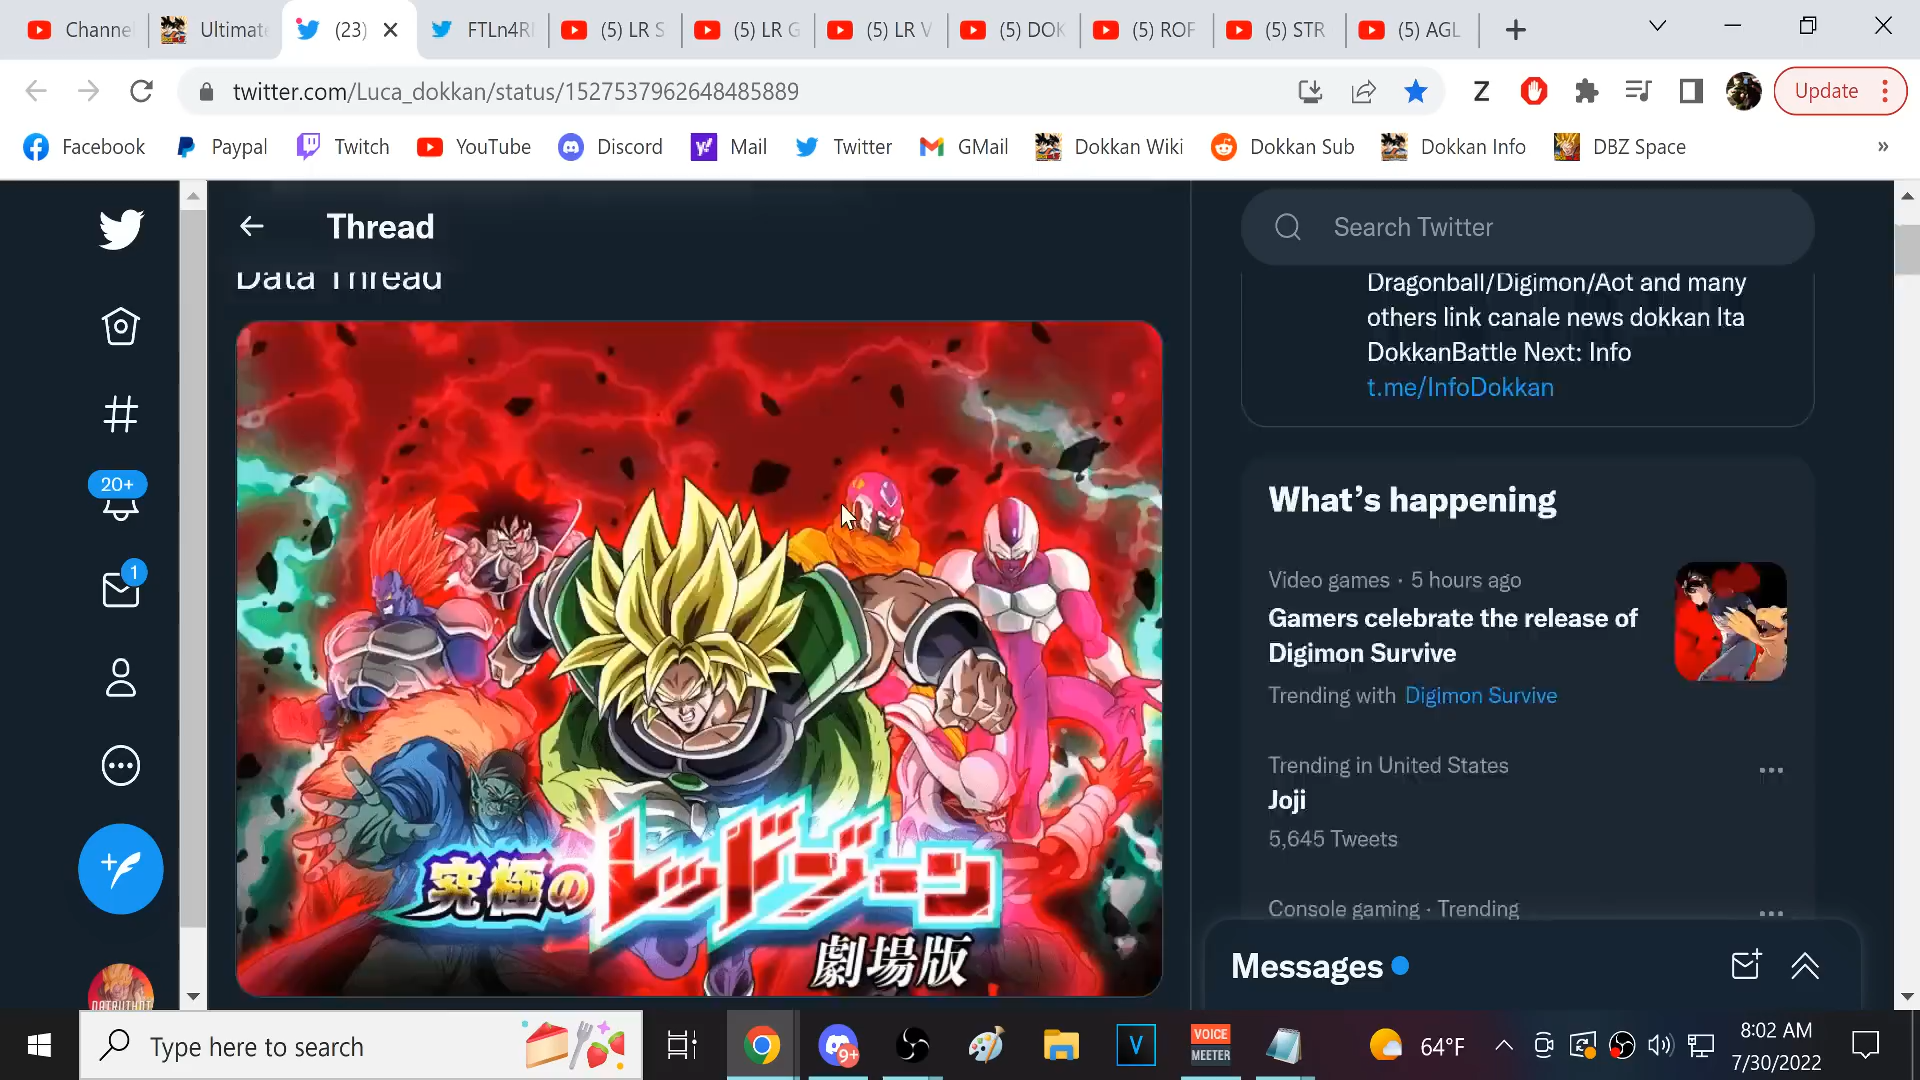 Channe
Ultimate
(23)
FTLn4R
(5) LR S
(5) LR G
(5) LR V
(5) DOK
(5) ROF
(5) STR
(5) AGL
twitter.com/Luca_dokkan/status/1527537962648485889
Z
Update
Facebook
Paypal
Twitch
YouTube
Discord
Mail
Twitter
GMail
Dokkan Wiki
Dokkan Sub
Dokkan Info
DBZ Space
»
Thread
Search Twitter
Data Thread
Dragonball/Digimon/Aot and many
others link canale news dokkan Ita
DokkanBattle Next: Info
t.me/InfoDokkan
20+
1
What's happening
Video games · 5 hours ago
Gamers celebrate the release of
Digimon Survive
Trending with Digimon Survive
Trending in United States
Joji
5,645 Tweets
Console gaming · Trending
究極の
レッドゾーン
劇場版
Messages
DATRUTHDT
Type here to search
9+
V
VOICE
MEETER
64°F
8:02 AM
7/30/2022